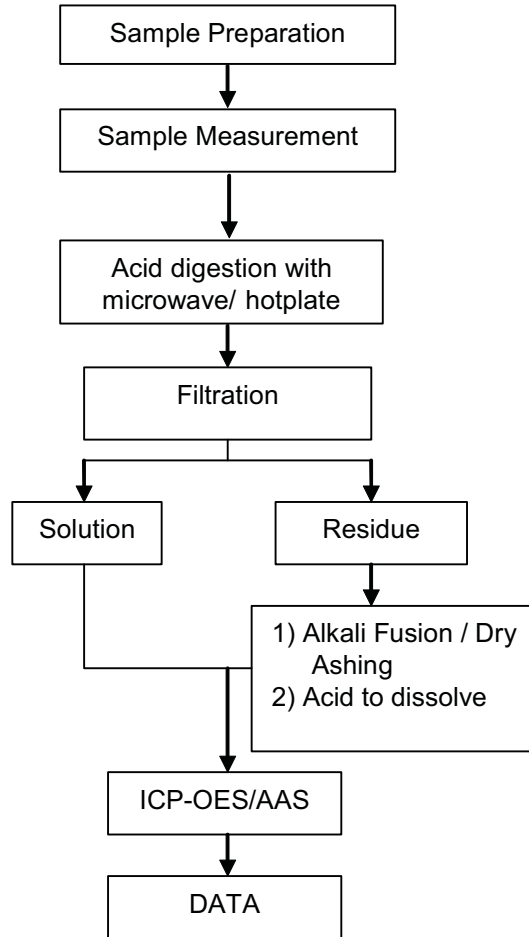 Sample Preparation
Sample Measurement
Acid digestion with
microwave/ hotplate
Filtration
Solution
Residue
1) Alkali Fusion / Dry
Ashing
2) Acid to dissolve
ICP-OES/AAS
DATA